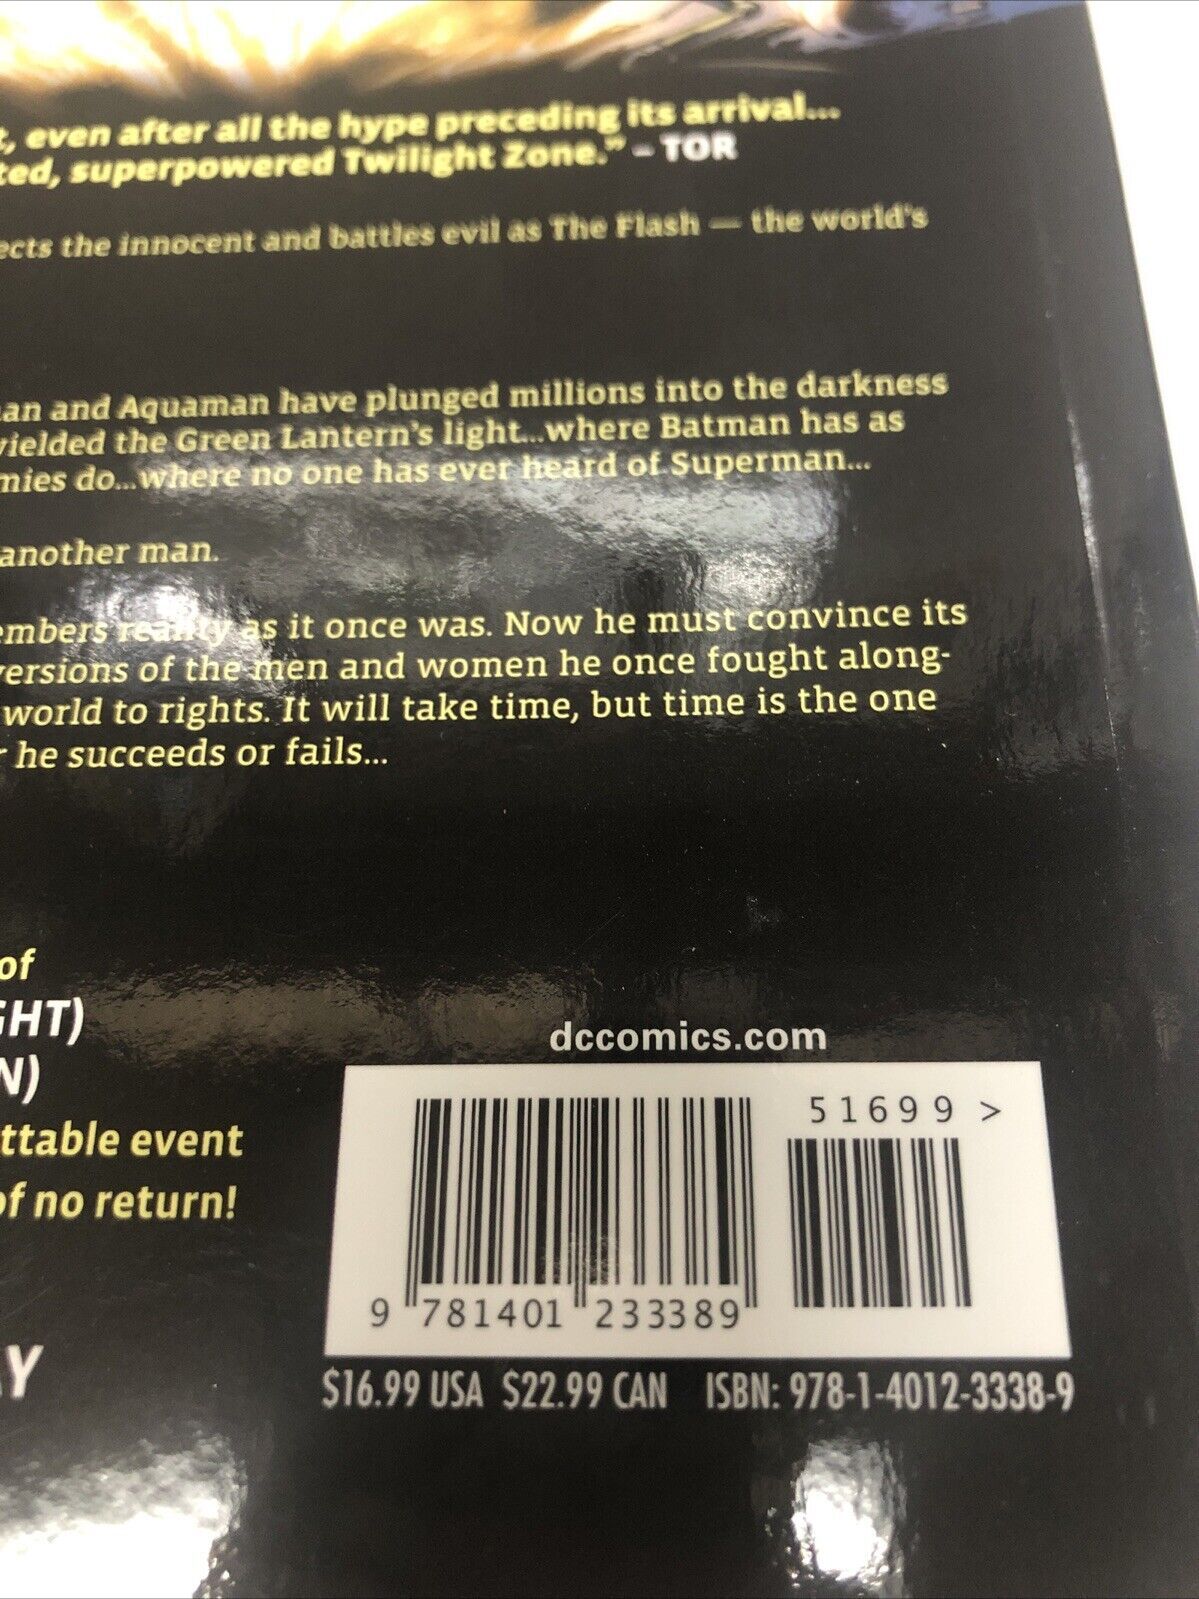 , even after all the hype preceding its arrival...
ted, superpowered Twilight Zone." – TOR
ects the innocent and battles evil as The Flash — the world's
an and Aquaman have plunged millions into the darkness
ielded the Green Lantern's light...where Batman has as
mies do...where no one has ever heard of Superman...
another man.
embers reality as it once was. Now he must convince its
versions of the men and women he once fought along-
world to rights. It will take time, but time is the one
r he succeeds or fails...
of
GHT)
N)
ttable event
of no return!
AY
dccomics.com
51699 >
9 781401 233389
$16.99 USA $22.99 CAN ISBN: 978-1-4012-3338-9